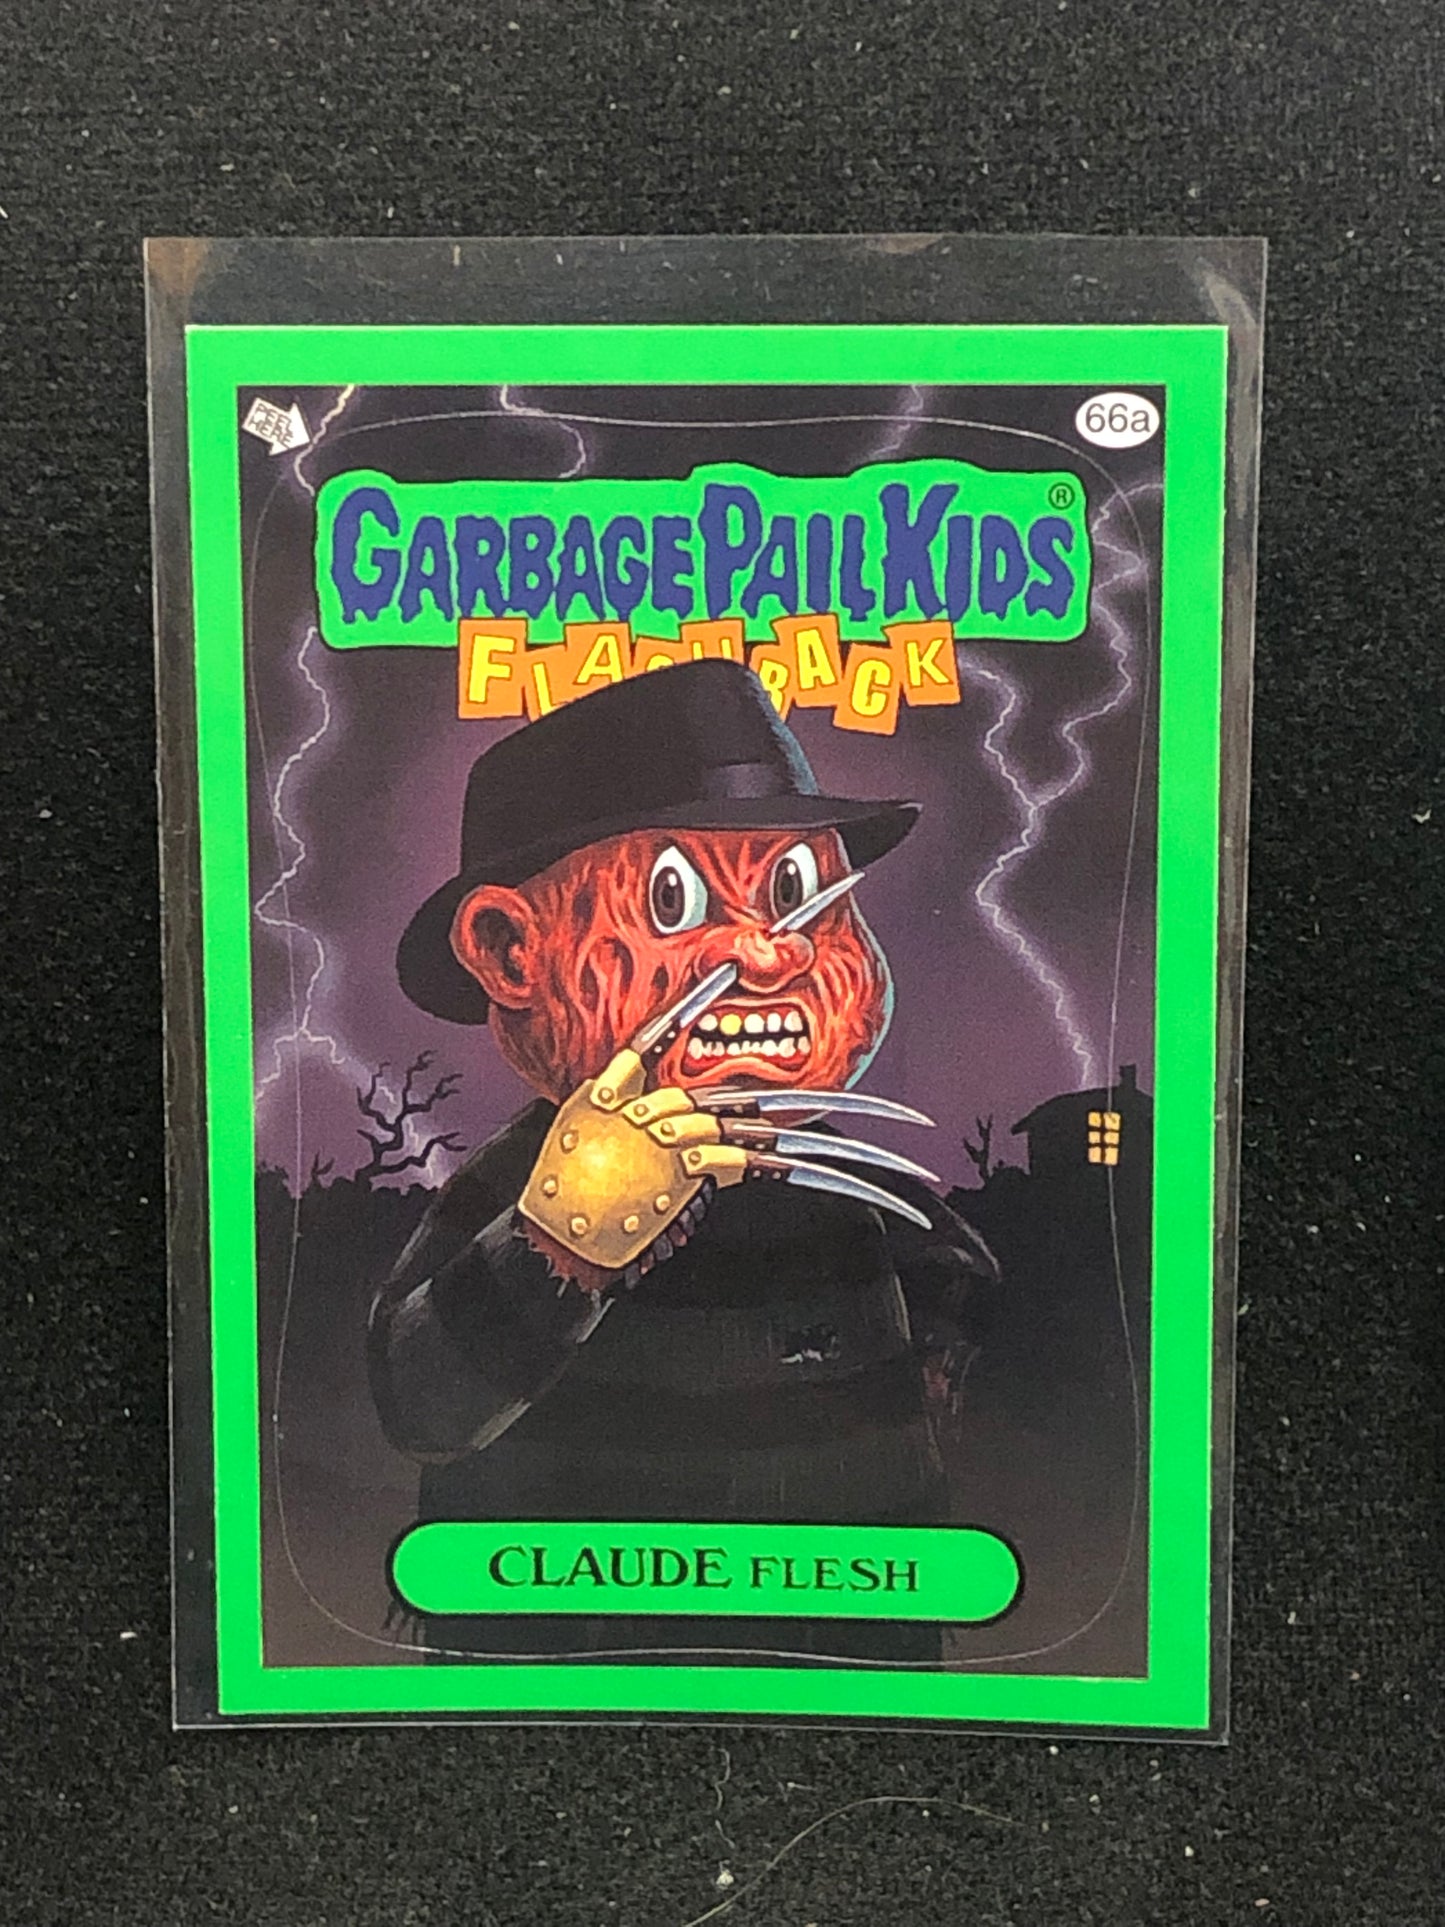 PEEL
HERE
66a
GARBAGE PAIL KIDS ®
FLASHBACK
CLAUDE FLESH